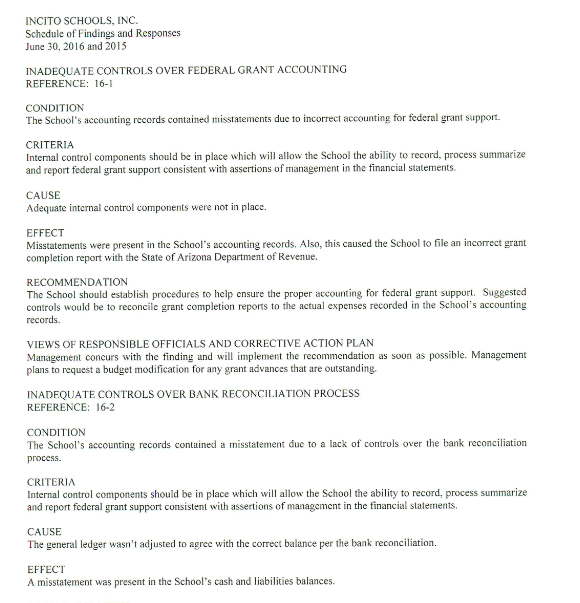 INCITO SCHOOLS, INC.
Schedule of Findings and Responses
June 30, 2016 and 2015
INADEQUATE CONTROLS OVER FEDERAL GRANT ACCOUNTING
REFERENCE: 16-1
CONDITION
The School's accounting records contained misstatements due to incorrect accounting for federal grant support.
CRITERIA
Internal control components should be in place which will allow the School the ability to record, process summarize
and report federal grant support consistent with assertions of management in the financial statements.
CAUSE
Adequate internal control components were not in place.
EFFECT
Misstatements were present in the School's accounting records. Also, this caused the School to file an incorrect grant
completion report with the State of Arizona Department of Revenue.
RECOMMENDATION
The School should establish procedures to help ensure the proper accounting for federal grant support. Suggested
controls would be to reconcile grant completion reports to the actual expenses recorded in the School's accounting
records.
VIEWS OF RESPONSIBLE OFFICIALS AND CORRECTIVE ACTION PLAN
Management concurs with the finding and will implement the recommendation as soon as possible. Management
plans to request a budget modification for any grant advances that are outstanding.
INADEQUATE CONTROLS OVER BANK RECONCILIATION PROCESS
REFERENCE: 16-2
CONDITION
The School's accounting records contained a misstatement due to a lack of controls over the bank reconciliation
process.
CRITERIA
Internal control components should be in place which will allow the School the ability to record, process summarize
and report federal grant support consistent with assertions of management in the financial statements.
CAUSE
The general ledger wasn't adjusted to agree with the correct balance per the bank reconciliation.
EFFECT
A misstatement was present in the School's cash and liabilities balances.